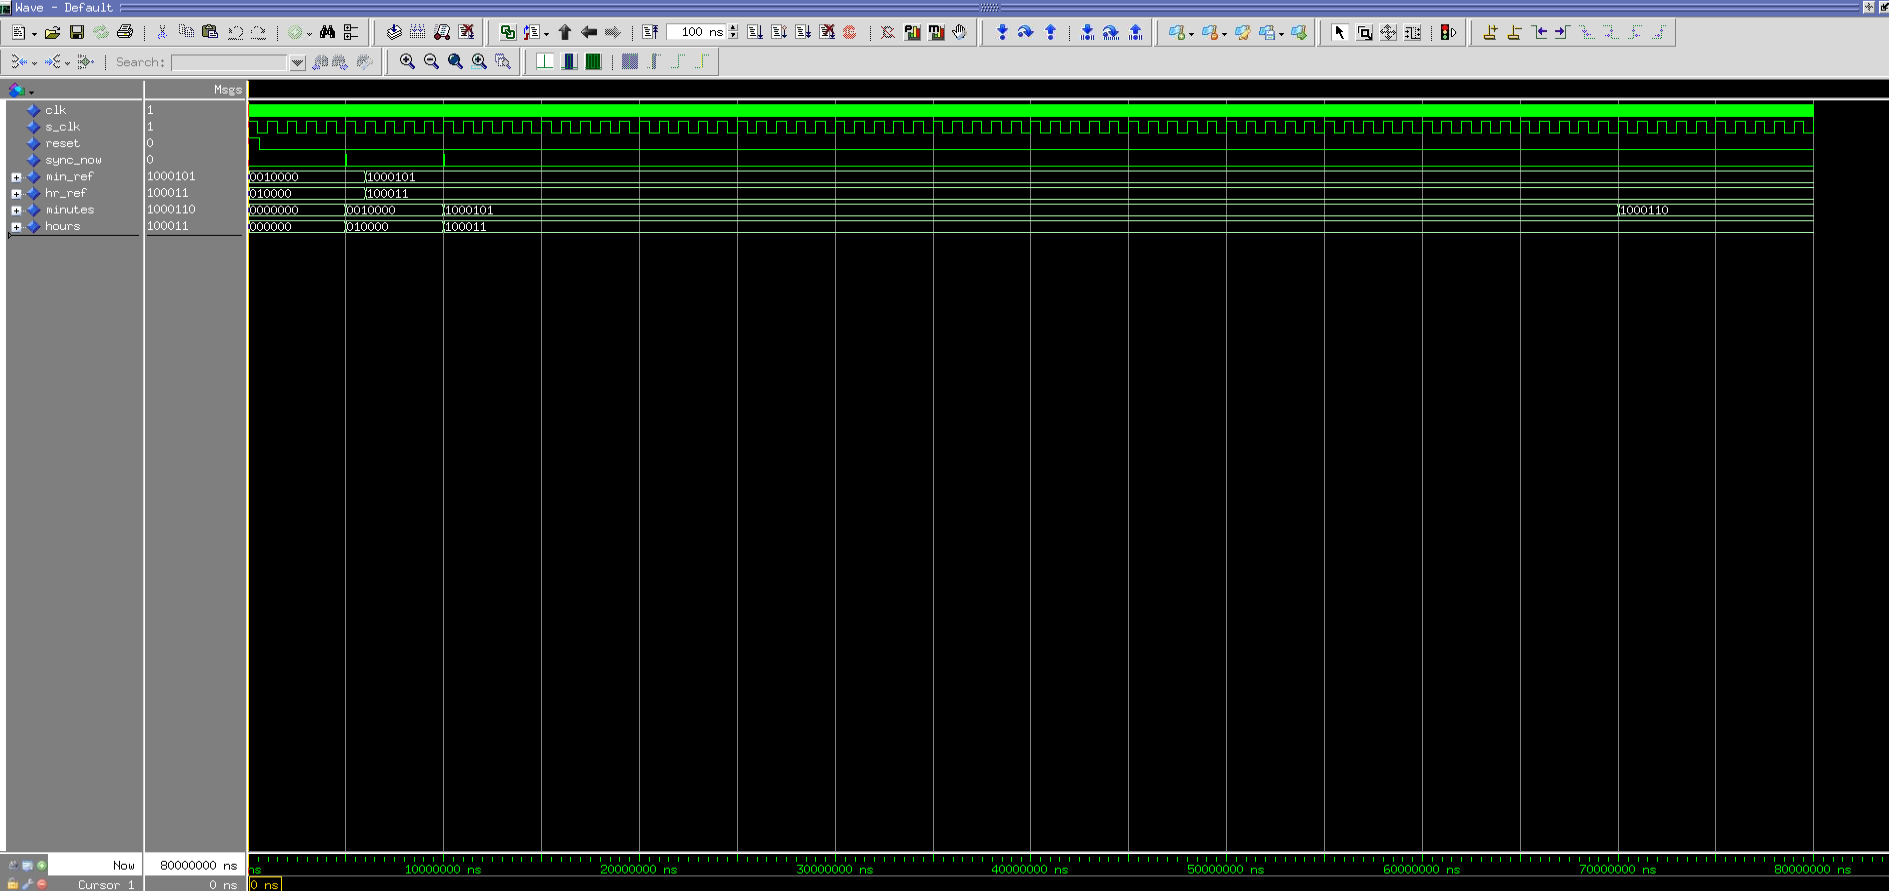 Wave - Default
100 ns
Search:
Msgs
clk 1
s_clk 1
reset 0
sync_now 0
min_ref 1000101 0010000 1000101
hr_ref 100011 010000 100011
minutes 1000110 0000000 0010000 1000101 1000110
hours 100011 000000 010000 100011
Now 80000000 ns ns 10000000 ns 20000000 ns 30000000 ns 40000000 ns 50000000 ns 60000000 ns 70000000 ns 80000000 ns
Cursor 1 0 ns 0 ns